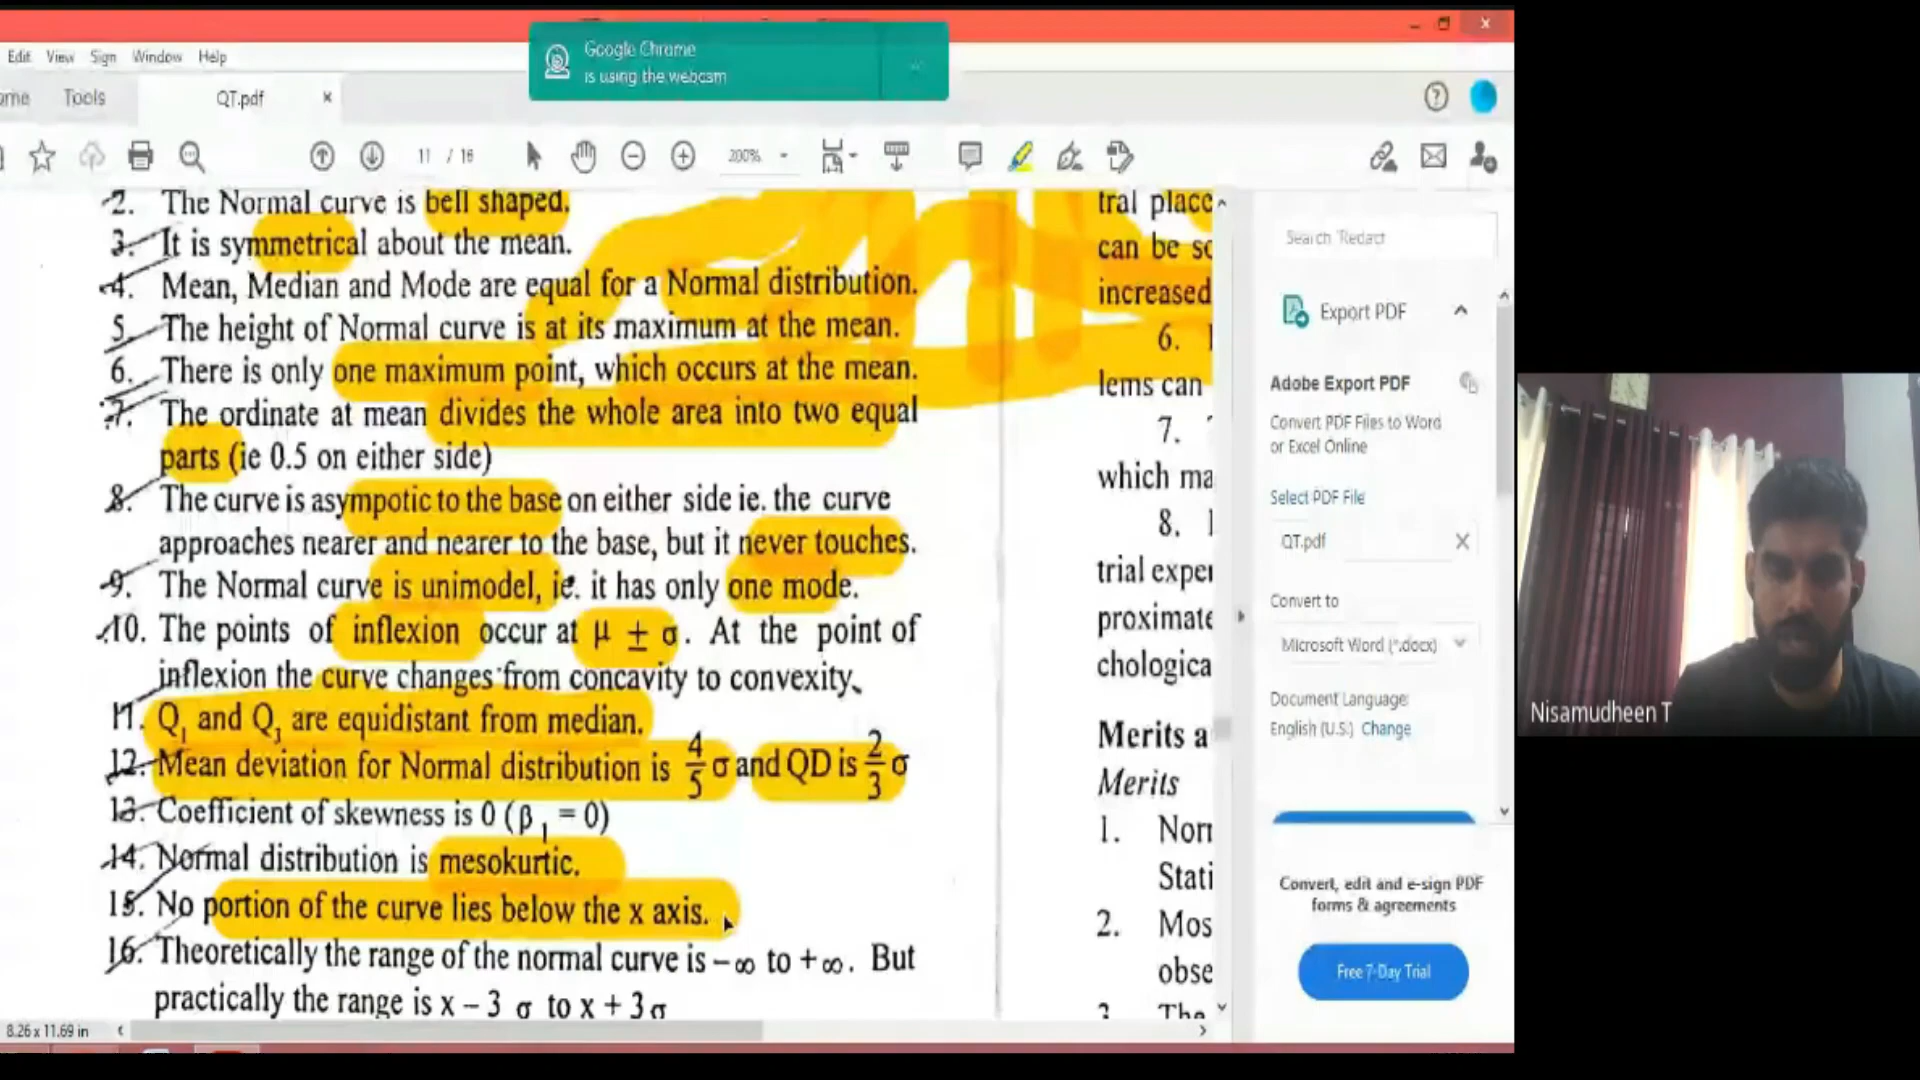 Google Chrome
is using the webcam
Edit View Sign Window Help
ome Tools QT.pdf
11 / 16
200%
2. The Normal curve is bell shaped.
3. It is symmetrical about the mean.
4. Mean, Median and Mode are equal for a Normal distribution.
5. The height of Normal curve is at its maximum at the mean.
6. There is only one maximum point, which occurs at the mean.
7. The ordinate at mean divides the whole area into two equal
parts (ie 0.5 on either side)
8. The curve is asympotic to the base on either side ie. the curve
approaches nearer and nearer to the base, but it never touches.
9. The Normal curve is unimodel, ie. it has only one mode.
10. The points of inflexion occur at μ ± σ. At the point of
inflexion the curve changes from concavity to convexity.
11. Q₁ and Q₃ are equidistant from median.
12. Mean deviation for Normal distribution is 4/5 σ and QD is 2/3 σ
13. Coefficient of skewness is 0 (β₁ = 0)
14. Normal distribution is mesokurtic.
15. No portion of the curve lies below the x axis.
16. Theoretically the range of the normal curve is –∞ to +∞. But
practically the range is x – 3 σ to x + 3 σ
8.26 x 11.69 in
tral place
can be so
increased
6.
lems can
7.
which ma
8.
trial exper
proximate
chologica
Merits a
Merits
1. Norr
Stati
2. Mos
obse
3. The
Search 'Redact
Export PDF
Adobe Export PDF
Convert PDF Files to Word
or Excel Online
Select PDF File
QT.pdf
Convert to
Microsoft Word (*.docx)
Document Language:
English (U.S.) Change
Convert, edit and e-sign PDF
forms & agreements
Free 7-Day Trial
Nisamudheen T